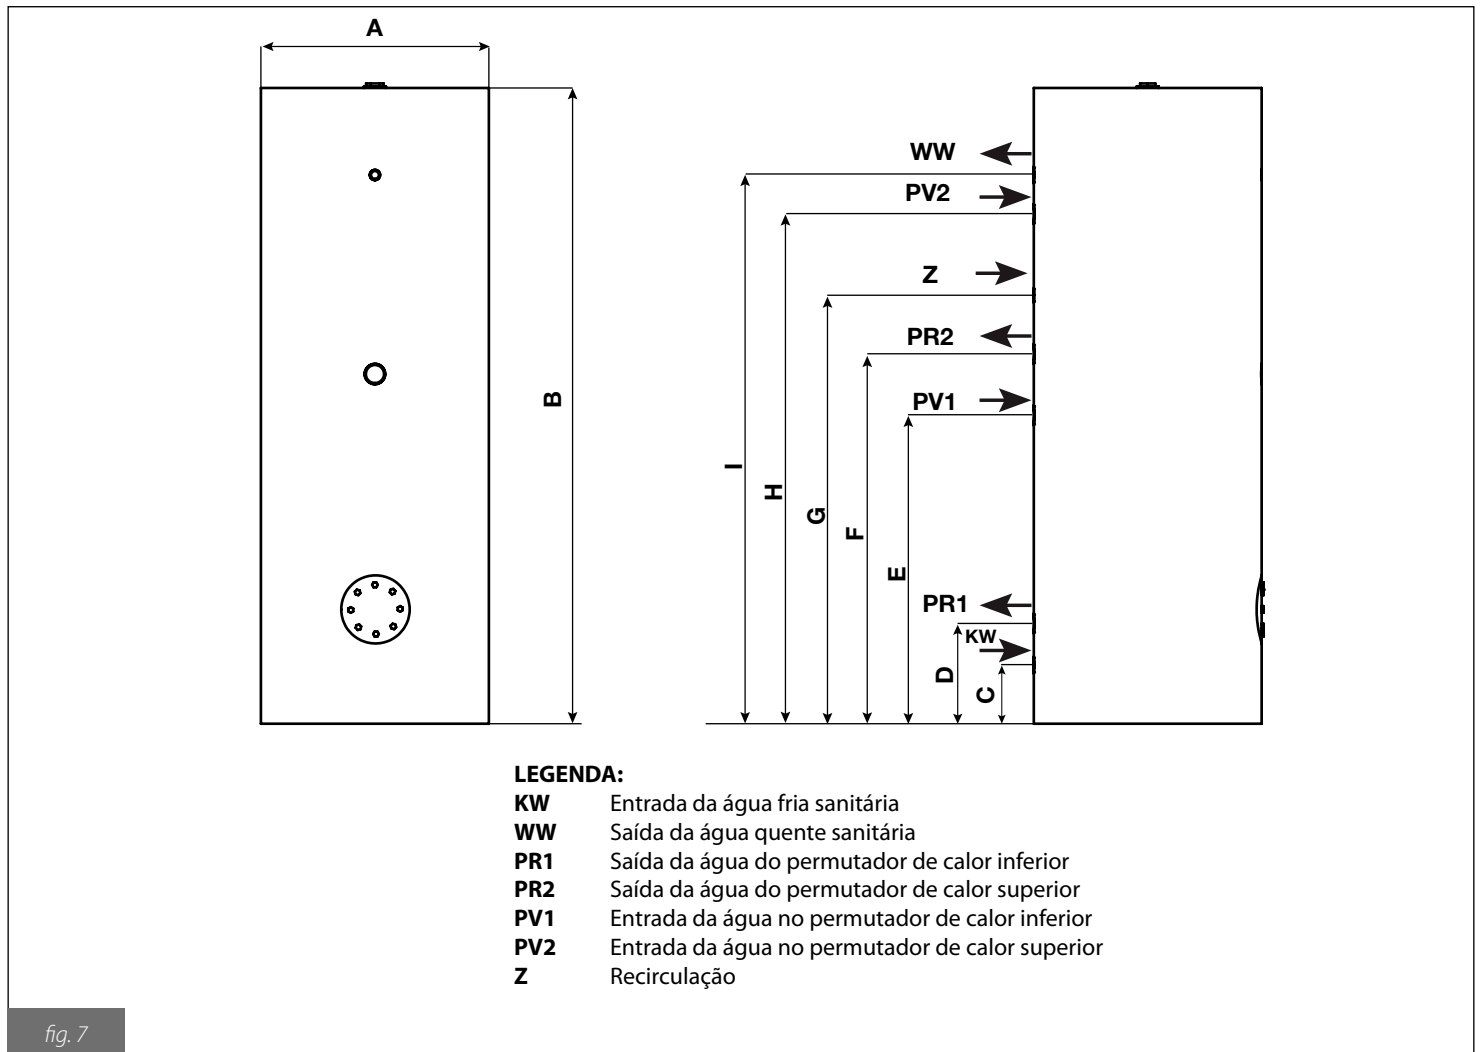 A
B
WW
PV2
Z
PR2
PV1
I
H
G
F
E
PR1
KW
D
C
LEGENDA:
KW Entrada da água fria sanitária
WW Saída da água quente sanitária
PR1 Saída da água do permutador de calor inferior
PR2 Saída da água do permutador de calor superior
PV1 Entrada da água no permutador de calor inferior
PV2 Entrada da água no permutador de calor superior
Z Recirculação
fig. 7